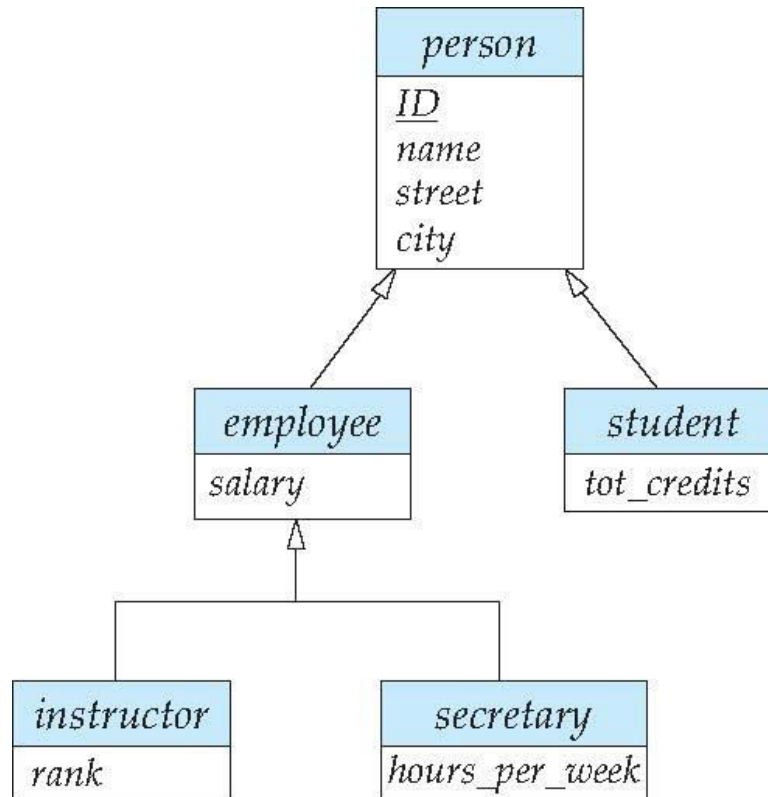 person
ID
name
street
city
employee
salary
student
tot_credits
instructor
rank
secretary
hours_per_week